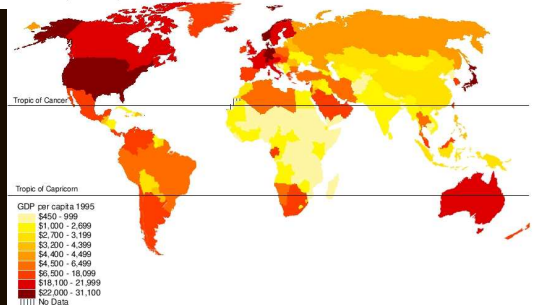 Tropic of Cancer
Tropic of Capricorn
GDP per capita 1995
$450 - 999
$1,000 - 2,699
$2,700 - 3,199
$3,200 - 4,399
$4,400 - 4,499
$4,500 - 6,499
$6,500 - 18,099
$18,100 - 21,999
$22,000 - 31,100
No Data